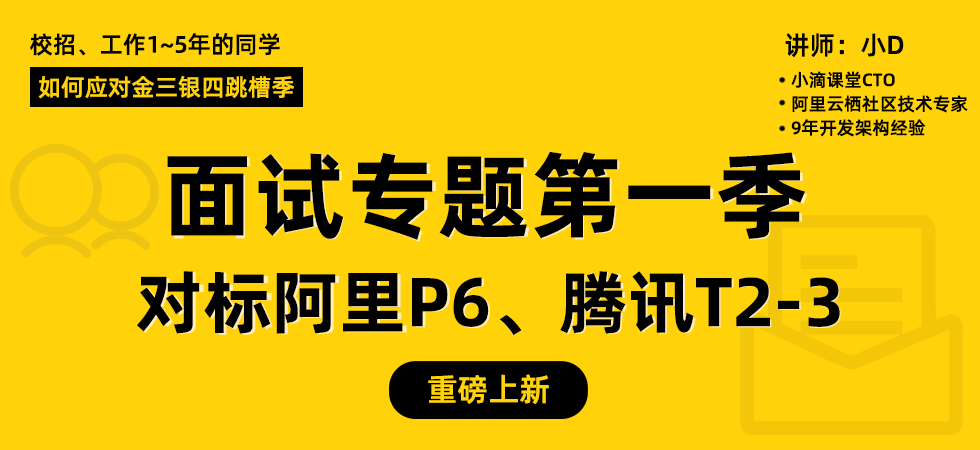 校招、工作1~5年的同学
如何应对金三银四跳槽季
讲师：小D
• 小滴课堂CTO
• 阿里云栖社区技术专家
• 9年开发架构经验
面试专题第一季
对标阿里P6、腾讯T2-3
重磅上新